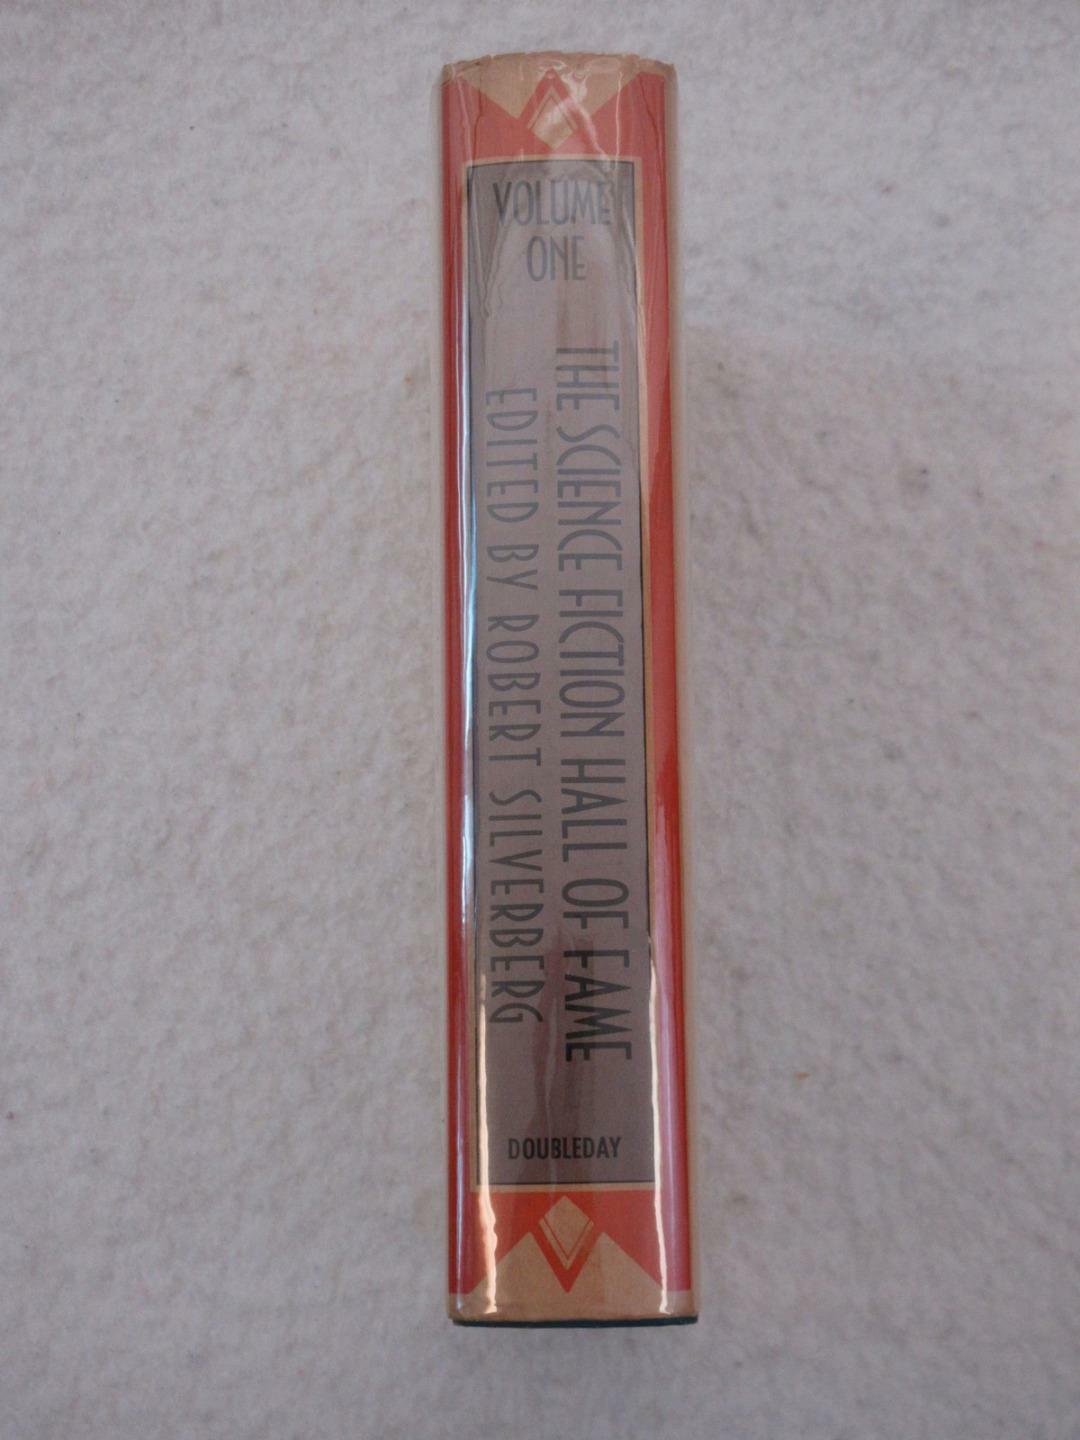 VOLUME
ONE
THE SCIENCE FICTION HALL OF FAME
EDITED BY ROBERT SILVERBERG
DOUBLEDAY